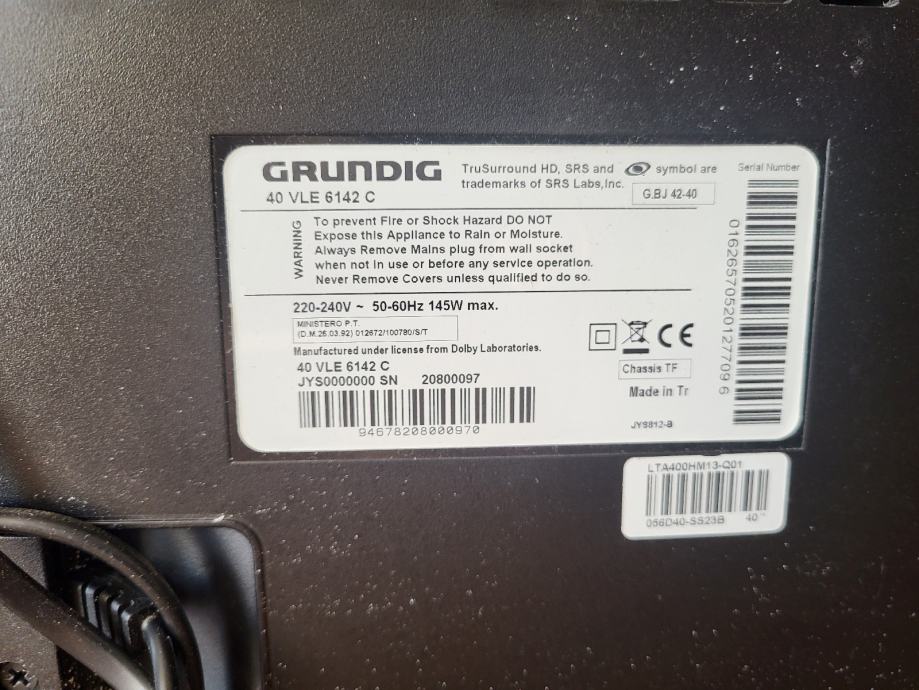 GRUNDIG
40 VLE 6142 C
TruSurround HD, SRS and symbol are
trademarks of SRS Labs,Inc.
G.BJ 42-40
Serial Number
WARNING
To prevent Fire or Shock Hazard DO NOT
Expose this Appliance to Rain or Moisture.
Always Remove Mains plug from wall socket
when not in use or before any service operation.
Never Remove Covers unless qualified to do so.
220-240V ~ 50-60Hz 145W max.
MINISTERO P.T.
(D.M.26.03.92) 012672/100780/S/T
Manufactured under license from Dolby Laboratories.
40 VLE 6142 C
JYS0000000 SN 20800097
94678208000970
CE
Chassis TF
Made in Tr
JYS812-B
01626570520127709 6
LTA400HM13-Q01
056D40-SS23B 40"